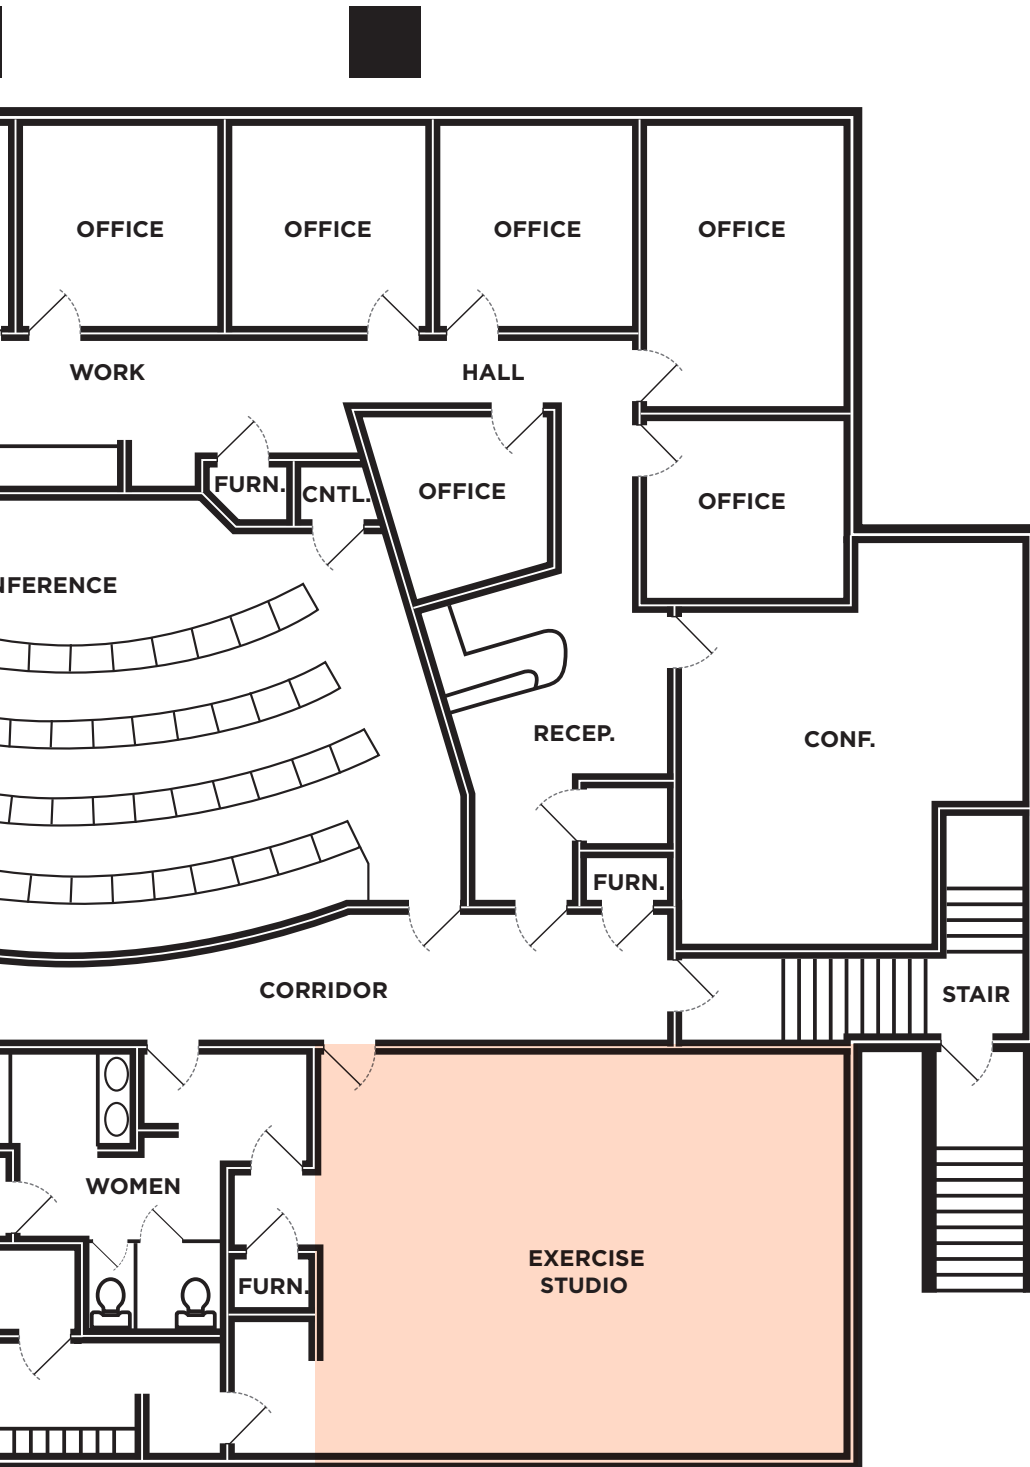 OFFICE
OFFICE
OFFICE
OFFICE
WORK
HALL
FURN.
CNTL.
OFFICE
OFFICE
NFERENCE
RECEP.
CONF.
FURN.
CORRIDOR
STAIR
WOMEN
EXERCISE
STUDIO
FURN.